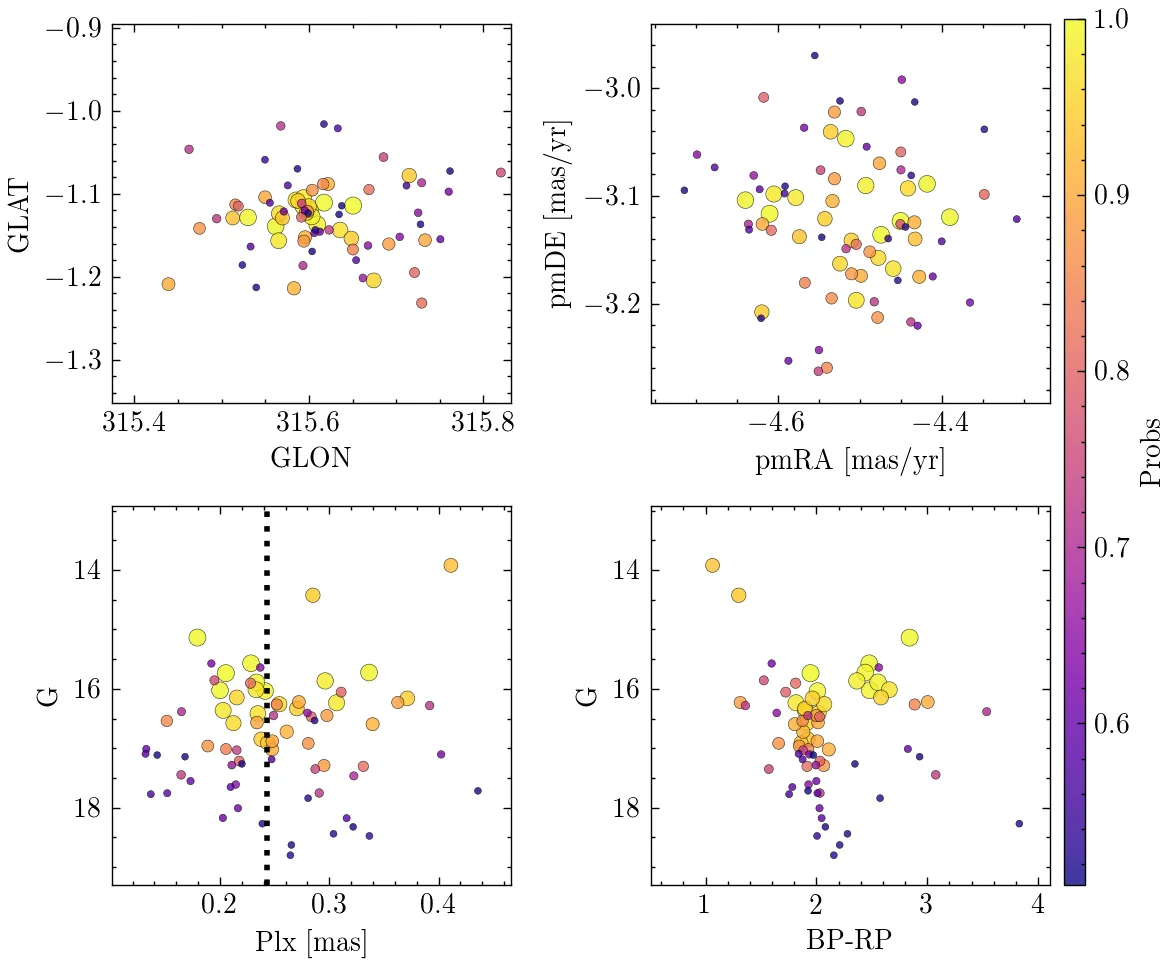 −0.9
−1.0
−1.1
−1.2
−1.3
GLAT
315.4 315.6 315.8
GLON
−3.0
−3.1
−3.2
pmDE [mas/yr]
−4.6 −4.4
pmRA [mas/yr]
1.0
0.9
0.8
0.7
0.6
Probs
14
16
18
G
0.2 0.3 0.4
Plx [mas]
14
16
18
G
1 2 3 4
BP-RP